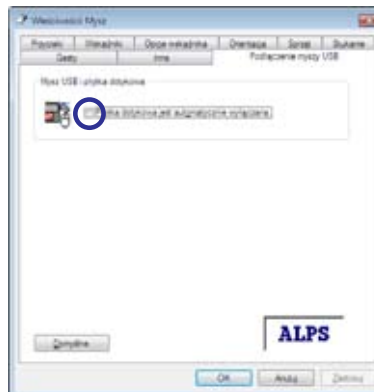 Właściwości: Mysz
Przyciski Wskaźniki Opcje wskaźnika Orientacja Sprzęt Stukanie
Gesty Inne Podłączanie myszy USB
Mysz USB i płytka dotykowa
dotykowa jest automatycznie wyłączana.
ALPS
Domyślne
OK Anuluj Zastosuj